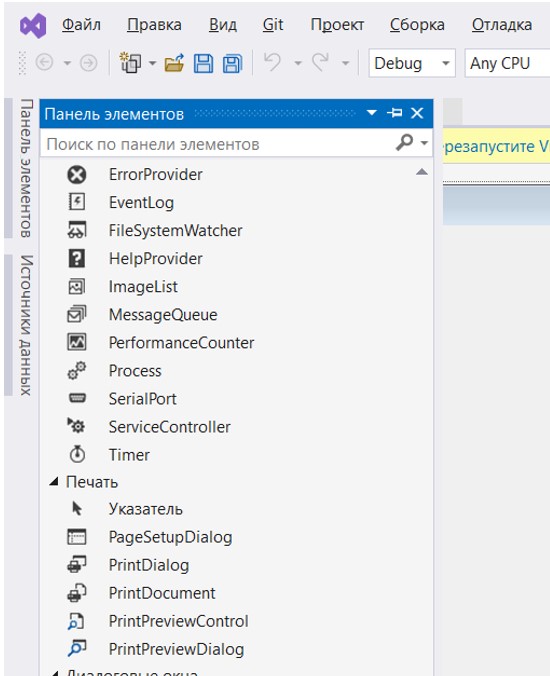 Файл Правка Вид Git Проект Сборка Отладка
Debug Any CPU
Панель элементов
Источники данных
Панель элементов
Поиск по панели элементов
ерезапустите V
ErrorProvider
EventLog
FileSystemWatcher
HelpProvider
ImageList
MessageQueue
PerformanceCounter
Process
SerialPort
ServiceController
Timer
Печать
Указатель
PageSetupDialog
PrintDialog
PrintDocument
PrintPreviewControl
PrintPreviewDialog
Диалоговые окна